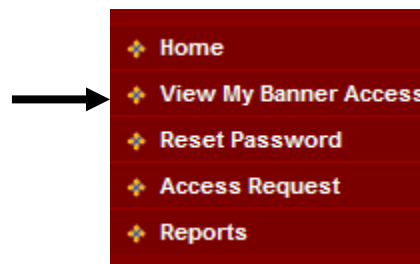 Home
View My Banner Access
Reset Password
Access Request
Reports